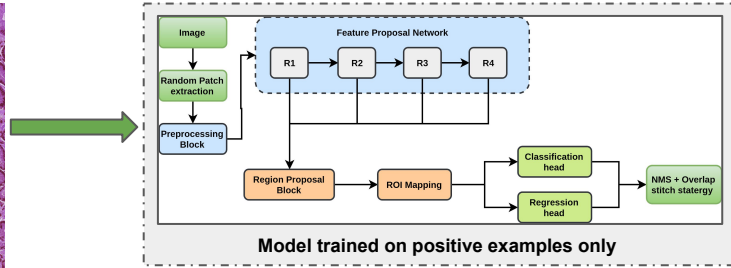 Image
Feature Proposal Network
R1
R2
R3
R4
Random Patch
extraction
Preprocessing
Block
Region Proposal
Block
ROI Mapping
Classification
head
Regression
head
NMS + Overlap
stitch statergy
Model trained on positive examples only